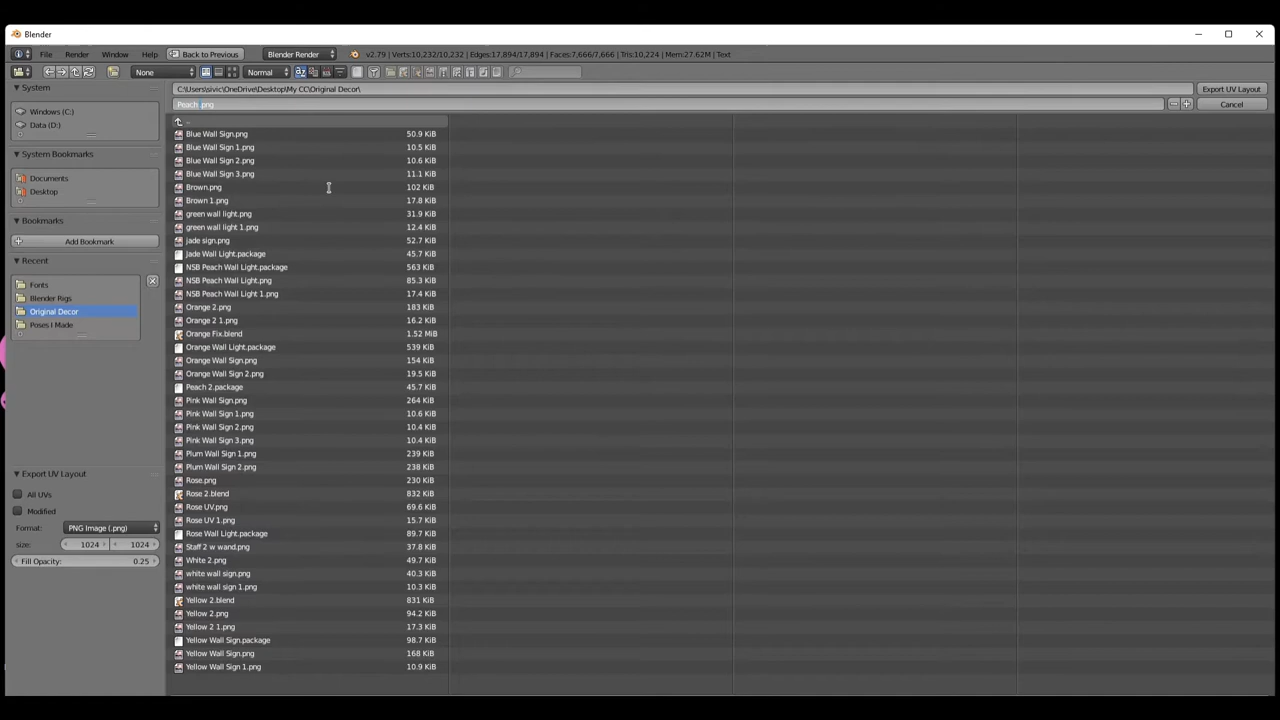 Blender
File Render Window Help Back to Previous Blender Render v2.79 | Verts:10,232/10,232 | Edges:17,894/17,894 | Faces:7,666/7,666 | Tris:10,224 | Mem:27.62M | Text
None Normal
System
C:\Users\sivic\OneDrive\Desktop\My CC\Original Decor\ Export UV Layout
Peach .png Cancel
Windows (C:)
Data (D:)
System Bookmarks
Documents
Desktop
Bookmarks
Add Bookmark
Recent
Fonts
Blender Rigs
Original Decor
Poses I Made
Export UV Layout
All UVs
Modified
Format: PNG Image (.png)
size: 1024 1024
Fill Opacity: 0.25
..
Blue Wall Sign.png 50.9 KiB
Blue Wall Sign 1.png 10.5 KiB
Blue Wall Sign 2.png 10.6 KiB
Blue Wall Sign 3.png 11.1 KiB
Brown.png 102 KiB
Brown 1.png 17.8 KiB
green wall light.png 31.9 KiB
green wall light 1.png 12.4 KiB
Jade sign.png 52.7 KiB
Jade Wall Light.package 45.7 KiB
NSB Peach Wall Light.package 563 KiB
NSB Peach Wall Light.png 85.3 KiB
NSB Peach Wall Light 1.png 17.4 KiB
Orange 2.png 183 KiB
Orange 2 1.png 16.2 KiB
Orange Fix.blend 1.52 MiB
Orange Wall Light.package 539 KiB
Orange Wall Sign.png 154 KiB
Orange Wall Sign 2.png 19.5 KiB
Peach 2.package 45.7 KiB
Pink Wall Sign.png 264 KiB
Pink Wall Sign 1.png 10.6 KiB
Pink Wall Sign 2.png 10.4 KiB
Pink Wall Sign 3.png 10.4 KiB
Plum Wall Sign 1.png 239 KiB
Plum Wall Sign 2.png 238 KiB
Rose.png 230 KiB
Rose 2.blend 832 KiB
Rose UV.png 69.6 KiB
Rose UV 1.png 15.7 KiB
Rose Wall Light.package 89.7 KiB
Staff 2 w wand.png 37.8 KiB
White 2.png 49.7 KiB
white wall sign.png 40.3 KiB
white wall sign 1.png 10.3 KiB
Yellow 2.blend 831 KiB
Yellow 2.png 94.2 KiB
Yellow 2 1.png 17.3 KiB
Yellow Wall Sign.package 98.7 KiB
Yellow Wall Sign.png 168 KiB
Yellow Wall Sign 1.png 10.9 KiB